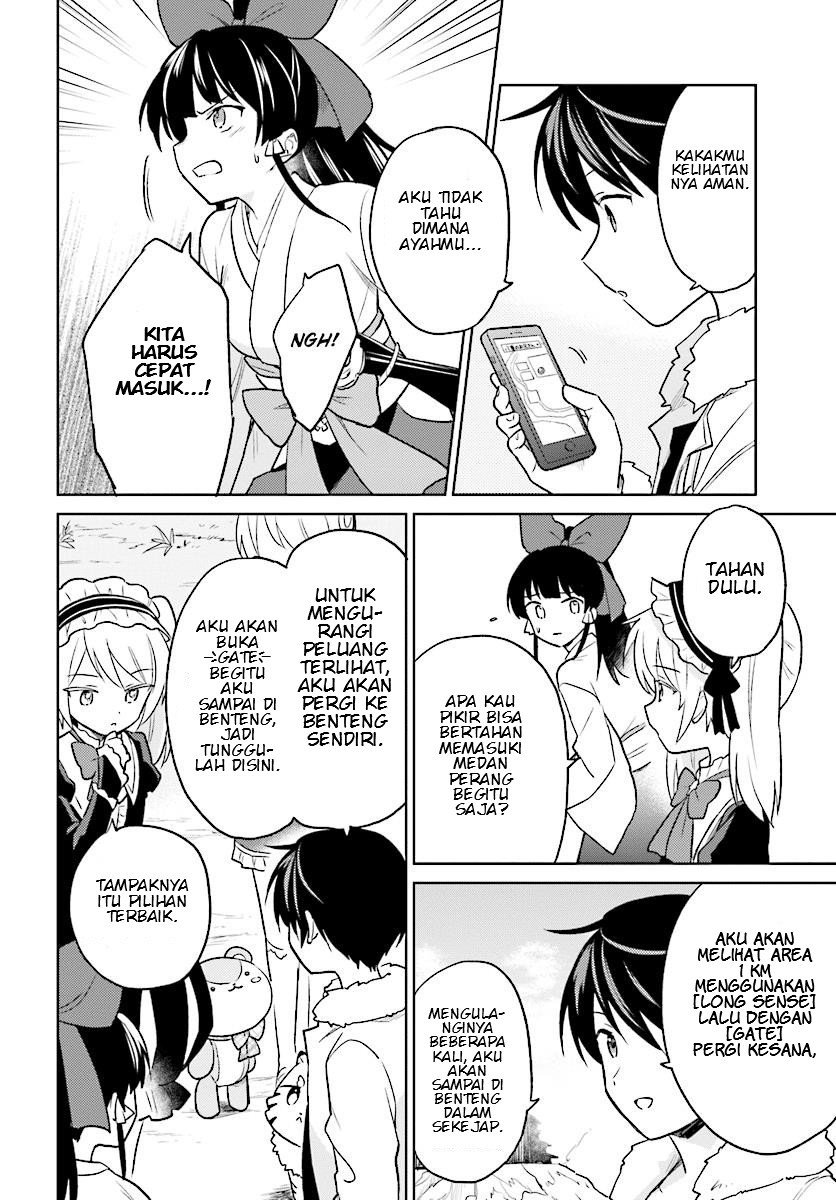 KAKAKMU
KELIHATAN
NYA AMAN.
AKU TIDAK
TAHU
DIMANA
AYAHMU...
NGH!
KITA
HARUS
CEPAT
MASUK...!
TAHAN
DULU.
APA KAU
PIKIR BISA
BERTAHAN
MEMASUKI
MEDAN
PERANG
BEGITU
SAJA?
AKU AKAN
MELIHAT AREA
1 KM
MENGGUNAKAN
[LONG SENSE]
LALU DENGAN
[GATE]
PERGI KESANA,
MENGULA-
NGINYA
BEBERAPA
KALI, AKU
AKAN
SAMPAI DI
BENTENG
DALAM
SEKEJAP.
UNTUK
MENGU-
RANGI
PELUANG
TERLIHAT,
AKU AKAN
PERGI KE
BENTENG
SENDIRI.
AKU AKAN
BUKA
>GATE<
BEGITU
AKU
SAMPAI DI
BENTENG,
JADI
TUNGGU-
LAH DISINI.
TAMPAKNYA
ITU PILIHAN
TERBAIK.